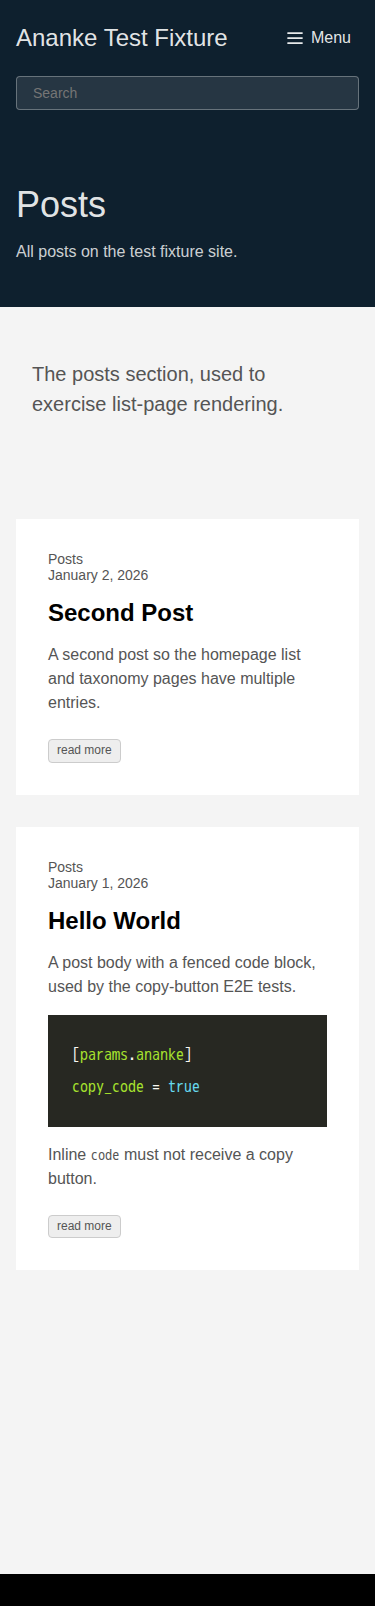 Ananke Test Fixture
Menu
Search
Posts
All posts on the test fixture site.
The posts section, used to
exercise list-page rendering.
Posts
January 2, 2026
Second Post
A second post so the homepage list
and taxonomy pages have multiple
entries.
read more
Posts
January 1, 2026
Hello World
A post body with a fenced code block,
used by the copy-button E2E tests.
[params.ananke]
copy_code = true
Inline code must not receive a copy
button.
read more